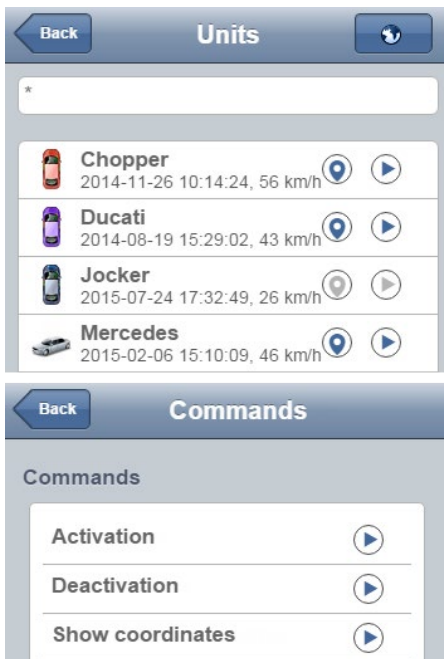 Back
Units
*
Chopper
2014-11-26 10:14:24, 56 km/h
Ducati
2014-08-19 15:29:02, 43 km/h
Jocker
2015-07-24 17:32:49, 26 km/h
Mercedes
2015-02-06 15:10:09, 46 km/h
Back
Commands
Commands
Activation
Deactivation
Show coordinates